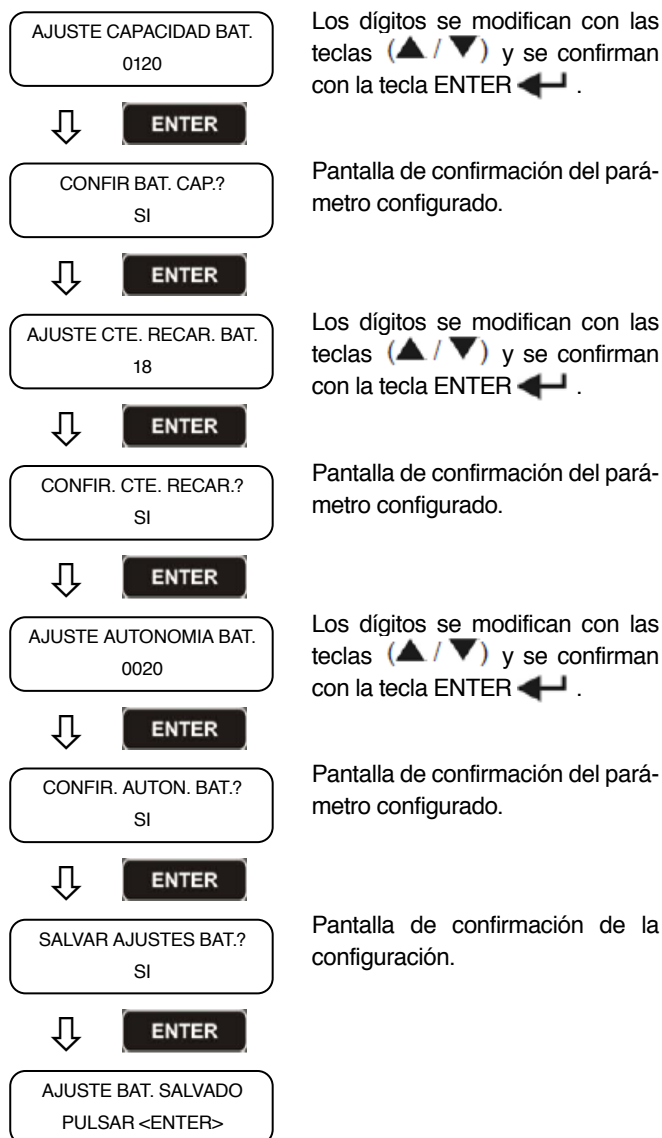 AJUSTE CAPACIDAD BAT.
0120
Los dígitos se modifican con las
teclas (▲ / ▼) y se confirman
con la tecla ENTER ↵ .
ENTER
CONFIR BAT. CAP.?
SI
Pantalla de confirmación del pará-
metro configurado.
ENTER
AJUSTE CTE. RECAR. BAT.
18
Los dígitos se modifican con las
teclas (▲ / ▼) y se confirman
con la tecla ENTER ↵ .
ENTER
CONFIR. CTE. RECAR.?
SI
Pantalla de confirmación del pará-
metro configurado.
ENTER
AJUSTE AUTONOMIA BAT.
0020
Los dígitos se modifican con las
teclas (▲ / ▼) y se confirman
con la tecla ENTER ↵ .
ENTER
CONFIR. AUTON. BAT.?
SI
Pantalla de confirmación del pará-
metro configurado.
ENTER
SALVAR AJUSTES BAT.?
SI
Pantalla de confirmación de la
configuración.
ENTER
AJUSTE BAT. SALVADO
PULSAR <ENTER>